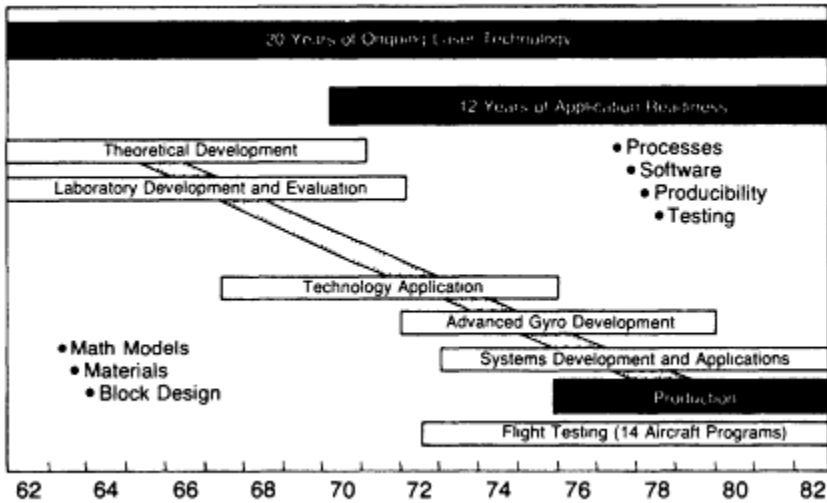 20 Years of Ongoing Laser Technology
12 Years of Application Readiness
Theoretical Development
• Processes
Laboratory Development and Evaluation
• Software
• Producibility
• Testing
Technology Application
Advanced Gyro Development
• Math Models
Systems Development and Applications
• Materials
• Block Design
Production
Flight Testing (14 Aircraft Programs)
62 64 66 68 70 72 74 76 78 80 82